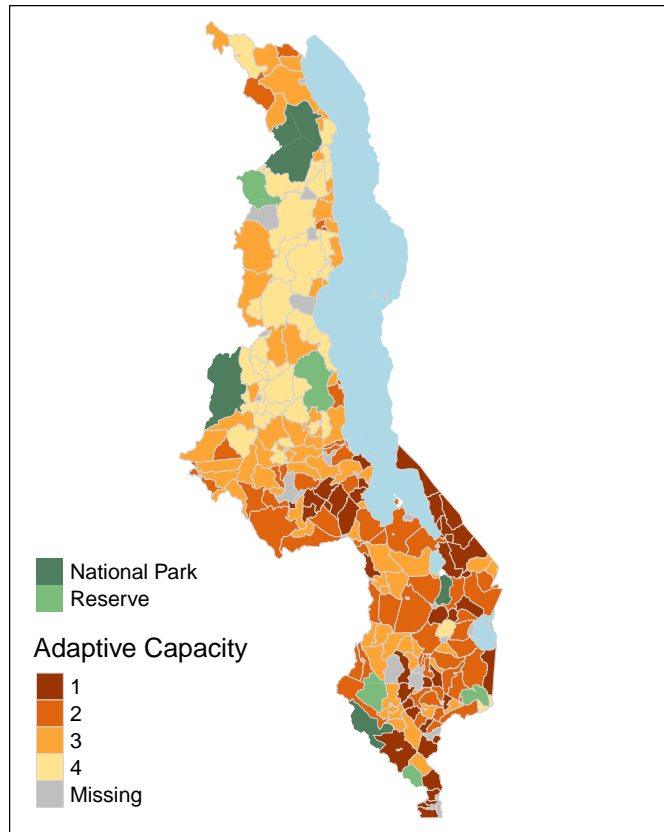 National Park
Reserve
Adaptive Capacity
1
2
3
4
Missing